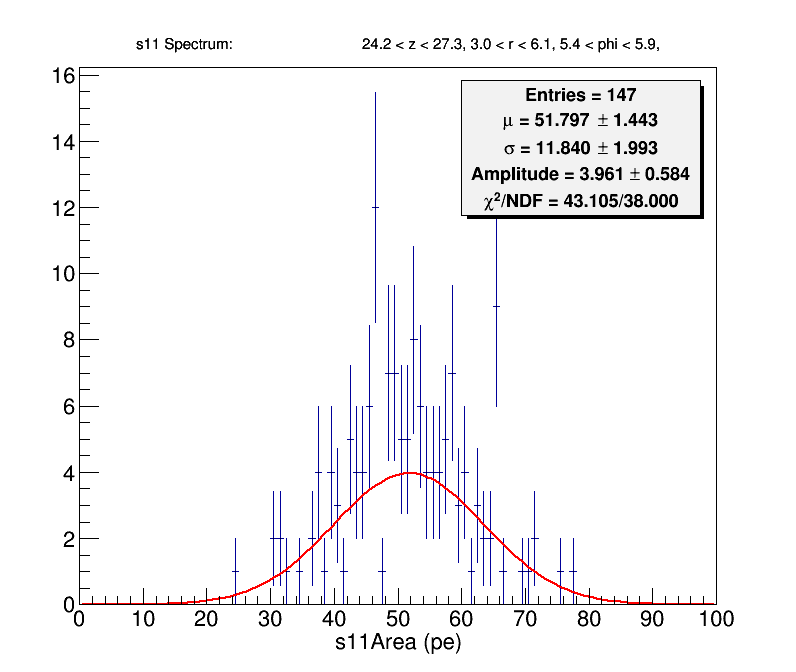 s11 Spectrum: 24.2 < z < 27.3, 3.0 < r < 6.1, 5.4 < phi < 5.9,
Entries = 147
μ = 51.797 ± 1.443
σ = 11.840 ± 1.993
Amplitude = 3.961 ± 0.584
χ²/NDF = 43.105/38.000
16
14
12
10
8
6
4
2
0
0 10 20 30 40 50 60 70 80 90 100
s11Area (pe)